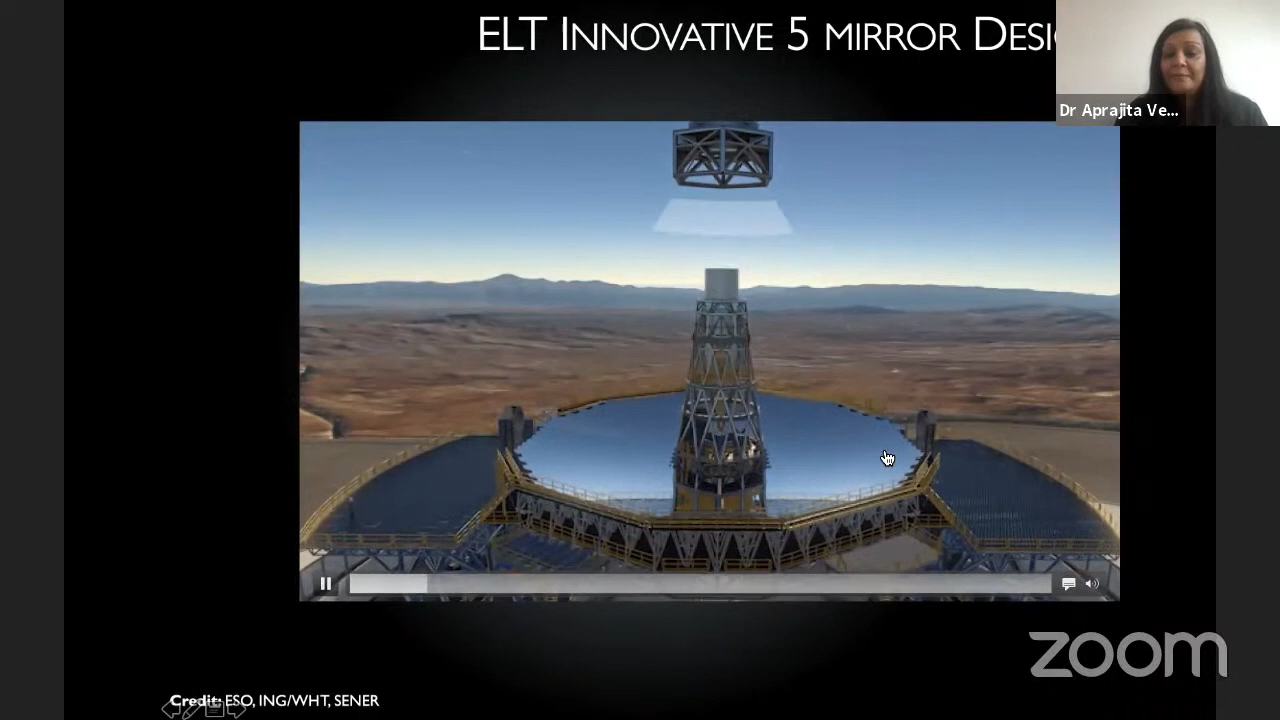 ELT Innovative 5 mirror Desi
Dr Aprajita Ve...
zoom
Credit: ESO, ING/WHT, SENER